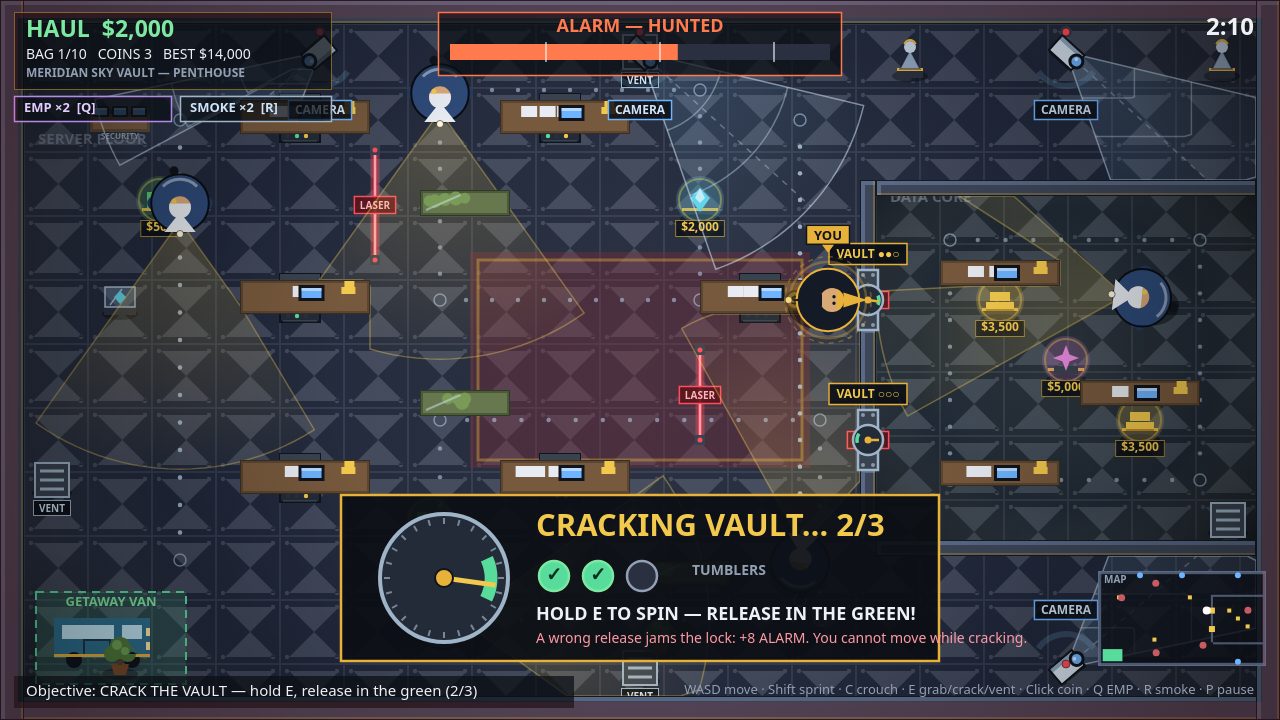 HAUL $2,000
BAG 1/10 COINS 3 BEST $14,000
MERIDIAN SKY VAULT — PENTHOUSE
ALARM — HUNTED
2:10
EMP ×2 [Q]
SMOKE ×2 [R]
CAMERA
VENT
CAMERA
CAMERA
SECURITY
SERVER FLOOR
LASER
DATA CORE
$2,000
YOU
VAULT ●●○
$3,500
LASER
$5,000
VAULT ○○○
$3,500
VENT
CRACKING VAULT... 2/3
✓ ✓ TUMBLERS
HOLD E TO SPIN — RELEASE IN THE GREEN!
A wrong release jams the lock: +8 ALARM. You cannot move while cracking.
GETAWAY VAN
MAP
CAMERA
VENT
Objective: CRACK THE VAULT — hold E, release in the green (2/3)
WASD move · Shift sprint · C crouch · E grab/crack/vent · Click coin · Q EMP · R smoke · P pause